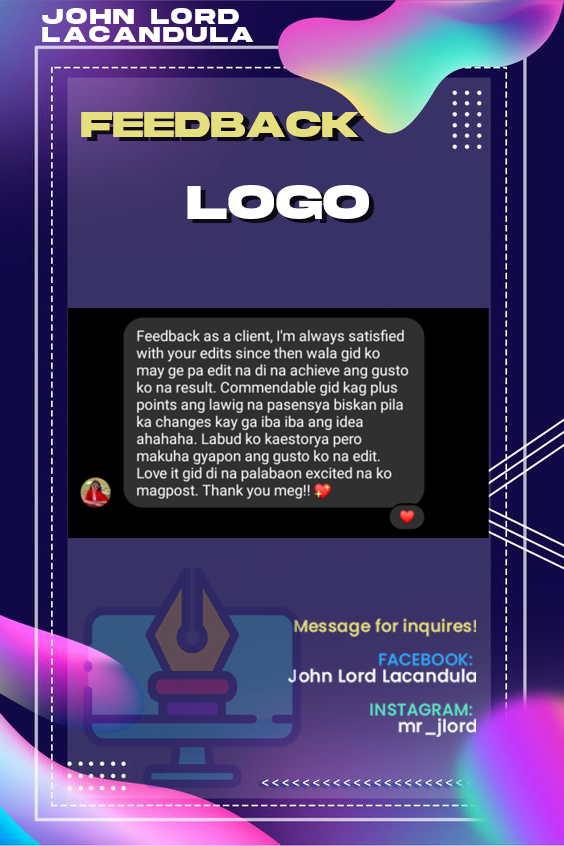 JOHN LORD
LACANDULA
FEEDBACK
LOGO
Feedback as a client, I'm always satisfied
with your edits since then wala gid ko
may ge pa edit na di na achieve ang gusto
ko na result. Commendable gid kag plus
points ang lawig na pasensya biskan pila
ka changes kay ga iba iba ang idea
ahahaha. Labud ko kaestorya pero
makuha gyapon ang gusto ko na edit.
Love it gid di na palabaon excited na ko
magpost. Thank you meg!! 💖
Message for inquires!
FACEBOOK:
John Lord Lacandula
INSTAGRAM:
mr_jlord